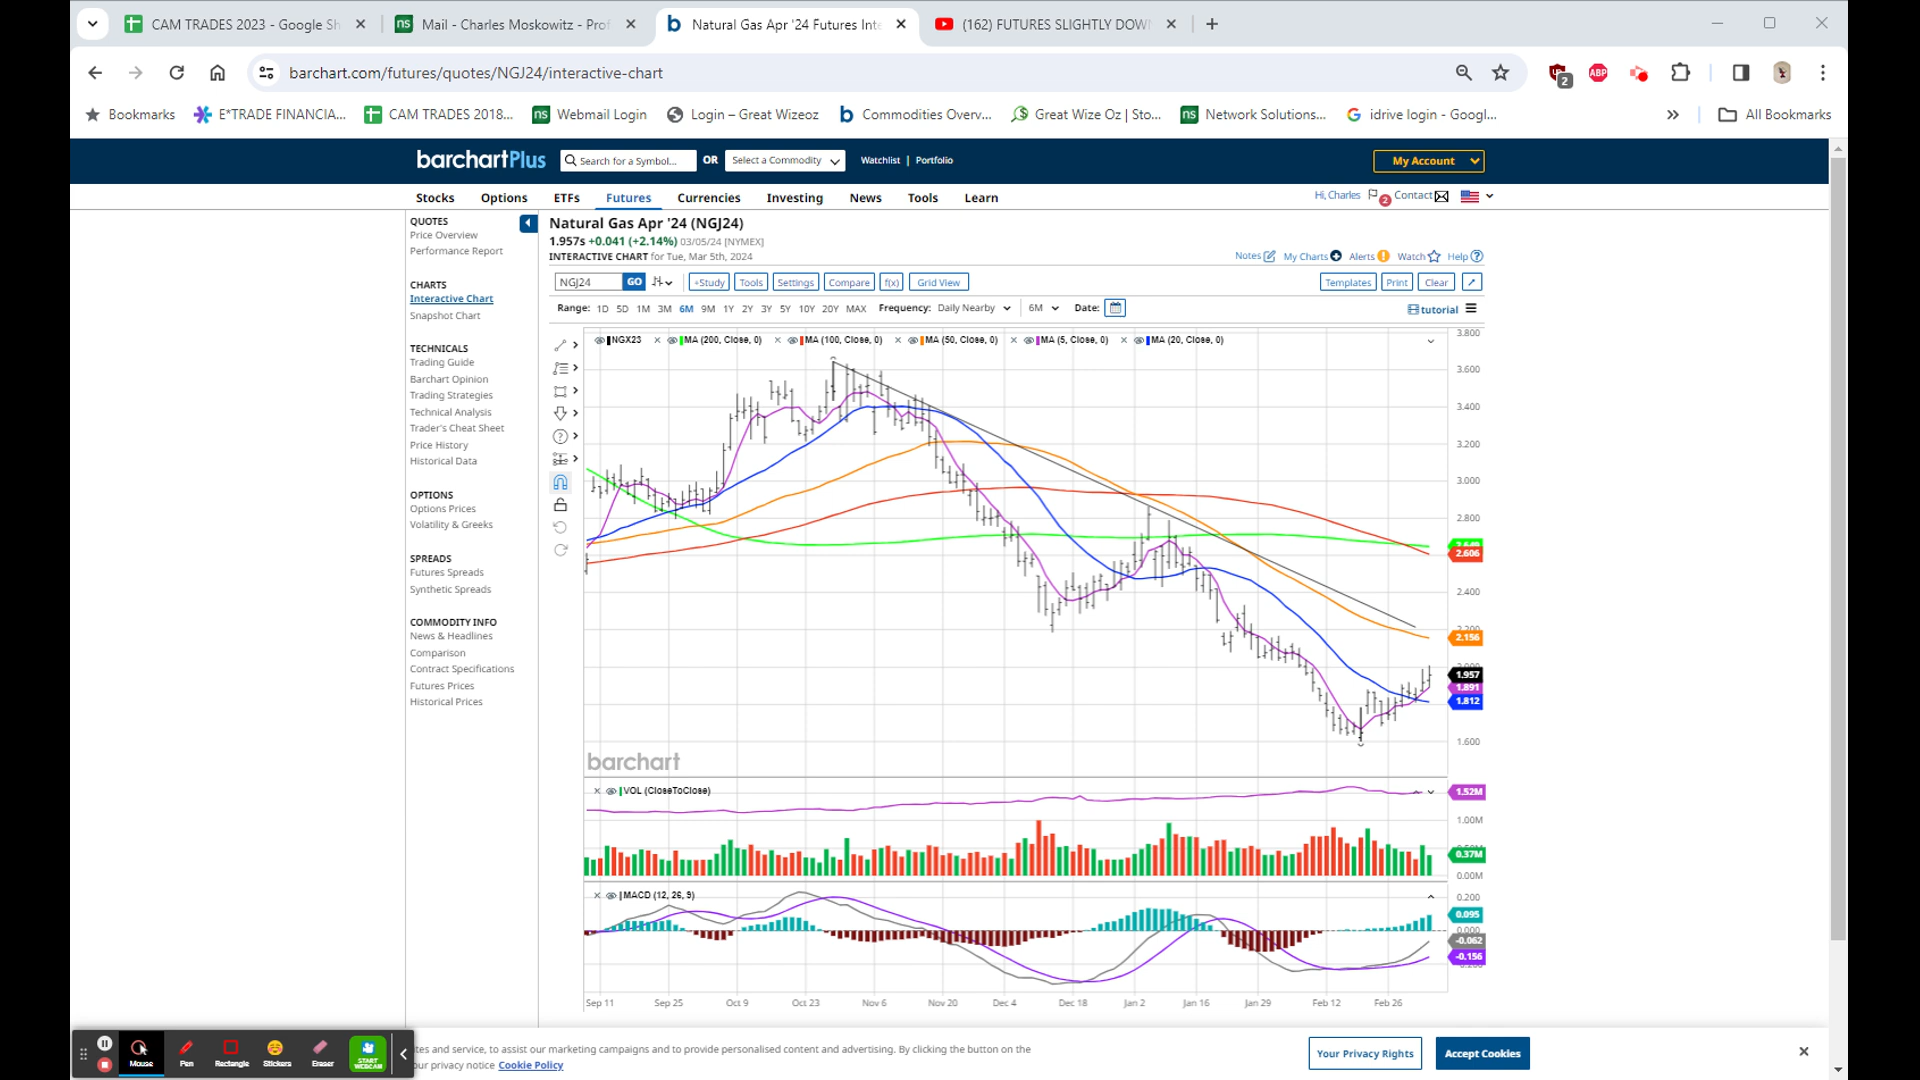 CAM TRADES 2023 - Google Sh
Mail - Charles Moskowitz - Prof
Natural Gas Apr '24 Futures Inte
(162) FUTURES SLIGHTLY DOW
barchart.com/futures/quotes/NGJ24/interactive-chart
2
ABP
Bookmarks
E*TRADE FINANCIA...
CAM TRADES 2018...
Webmail Login
Login – Great Wizeoz
Commodities Overv...
Great Wize Oz | Sto...
Network Solutions...
idrive login - Googl...
All Bookmarks
barchartPlus
Search for a Symbol...
OR
Select a Commodity
Watchlist | Portfolio
My Account
Stocks Options ETFs Futures Currencies Investing News Tools Learn
Hi, Charles
2
Contact
QUOTES
Price Overview
Performance Report
CHARTS
Interactive Chart
Snapshot Chart
TECHNICALS
Trading Guide
Barchart Opinion
Trading Strategies
Technical Analysis
Trader's Cheat Sheet
Price History
Historical Data
OPTIONS
Options Prices
Volatility & Greeks
SPREADS
Futures Spreads
Synthetic Spreads
COMMODITY INFO
News & Headlines
Comparison
Contract Specifications
Futures Prices
Historical Prices
Natural Gas Apr '24 (NGJ24)
1.957s +0.041 (+2.14%) 03/05/24 [NYMEX]
INTERACTIVE CHART for Tue, Mar 5th, 2024
Notes My Charts Alerts Watch Help
NGJ24 GO +Study Tools Settings Compare f(x) Grid View
Templates Print Clear
Range: 1D 5D 1M 3M 6M 9M 1Y 2Y 3Y 5Y 10Y 20Y MAX Frequency: Daily Nearby 6M Date:
tutorial
NGX23 MA (200, Close, 0) MA (100, Close, 0) MA (50, Close, 0) MA (5, Close, 0) MA (20, Close, 0)
3.800
3.600
3.400
3.200
3.000
2.800
2.606
2.400
2.156
1.957
1.891
1.812
1.600
barchart
VOL (CloseToClose)
1.52M
1.00M
0.37M
0.00M
MACD (12, 26, 9)
0.200
0.095
0.000
-0.062
-0.156
Sep 11 Sep 25 Oct 9 Oct 23 Nov 6 Nov 20 Dec 4 Dec 18 Jan 2 Jan 16 Jan 29 Feb 12 Feb 26
Mouse Pen Rectangle Stickers Eraser START WEBCAM
tes and service, to assist our marketing campaigns and to provide personalised content and advertising. By clicking the button on the
our privacy notice Cookie Policy
Your Privacy Rights
Accept Cookies